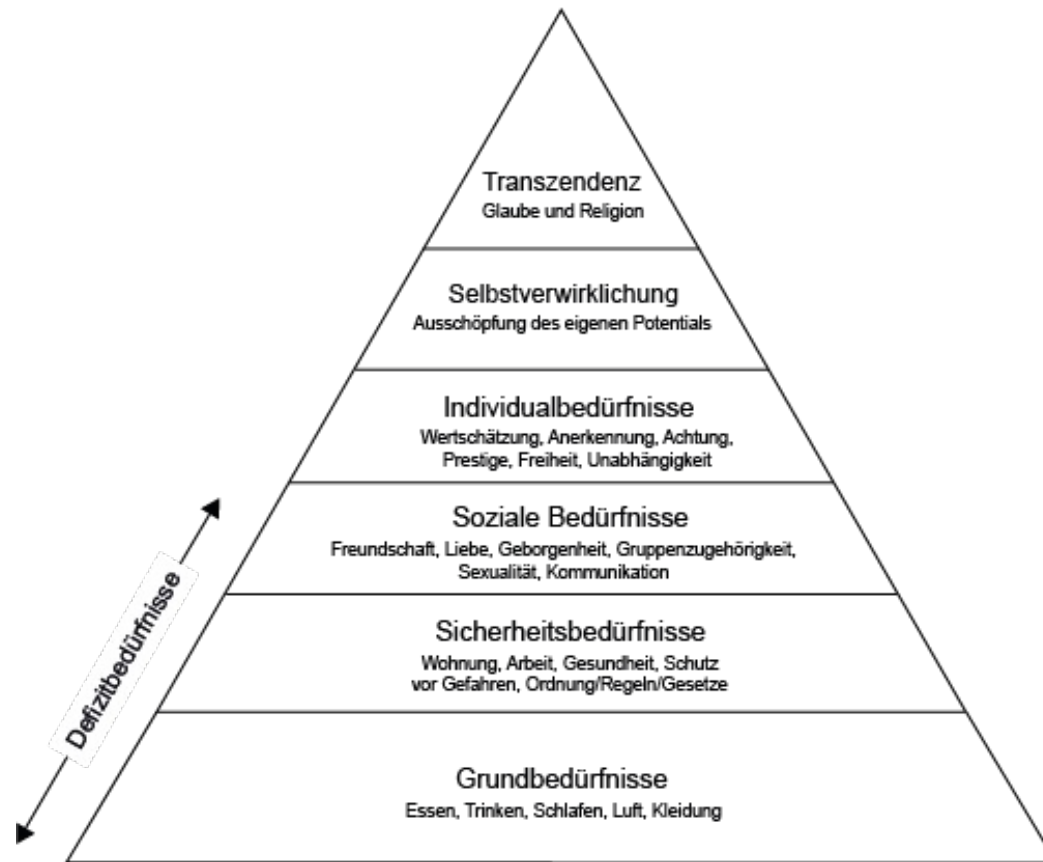 Transzendenz
Glaube und Religion
Selbstverwirklichung
Ausschöpfung des eigenen Potentials
Individualbedürfnisse
Wertschätzung, Anerkennung, Achtung,
Prestige, Freiheit, Unabhängigkeit
Soziale Bedürfnisse
Freundschaft, Liebe, Geborgenheit, Gruppenzugehörigkeit,
Sexualität, Kommunikation
Sicherheitsbedürfnisse
Wohnung, Arbeit, Gesundheit, Schutz
vor Gefahren, Ordnung/Regeln/Gesetze
Grundbedürfnisse
Essen, Trinken, Schlafen, Luft, Kleidung
Defizitbedürfnisse